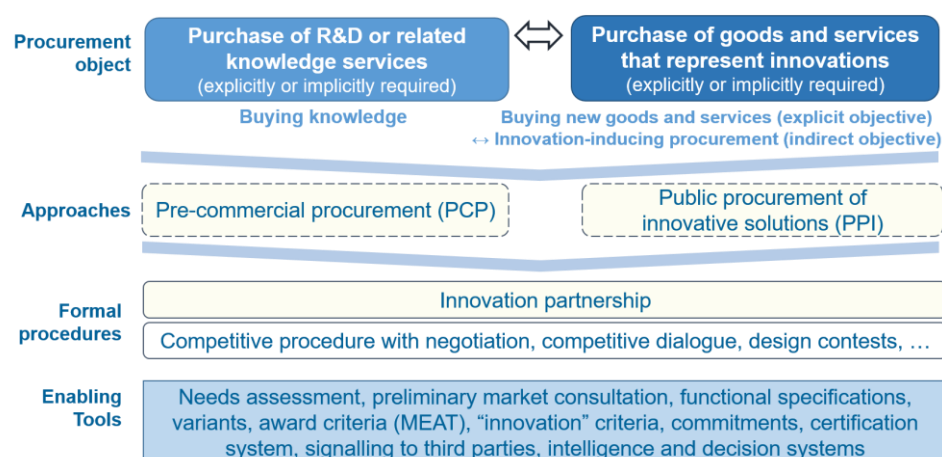 Procurement object
Purchase of R&D or related
knowledge services
(explicitly or implicitly required)
Purchase of goods and services
that represent innovations
(explicitly or implicitly required)
Buying knowledge
Buying new goods and services (explicit objective)
↔ Innovation-inducing procurement (indirect objective)
Approaches
Pre-commercial procurement (PCP)
Public procurement of
innovative solutions (PPI)
Formal
procedures
Innovation partnership
Competitive procedure with negotiation, competitive dialogue, design contests, …
Enabling
Tools
Needs assessment, preliminary market consultation, functional specifications,
variants, award criteria (MEAT), “innovation” criteria, commitments, certification
system, signalling to third parties, intelligence and decision systems